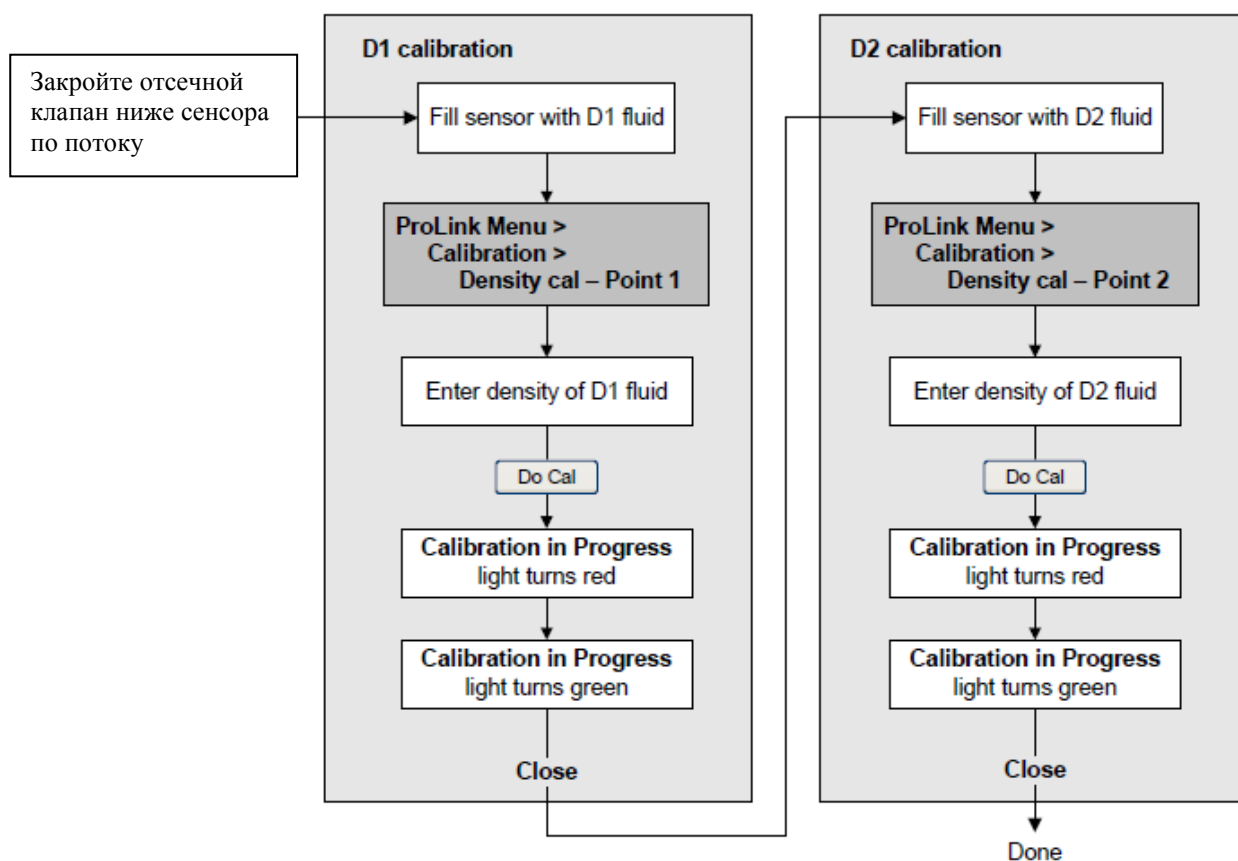 Закройте отсечной
клапан ниже сенсора
по потоку
D1 calibration
Fill sensor with D1 fluid
ProLink Menu >
Calibration >
Density cal – Point 1
Enter density of D1 fluid
Do Cal
Calibration in Progress
light turns red
Calibration in Progress
light turns green
Close
D2 calibration
Fill sensor with D2 fluid
ProLink Menu >
Calibration >
Density cal – Point 2
Enter density of D2 fluid
Do Cal
Calibration in Progress
light turns red
Calibration in Progress
light turns green
Close
Done